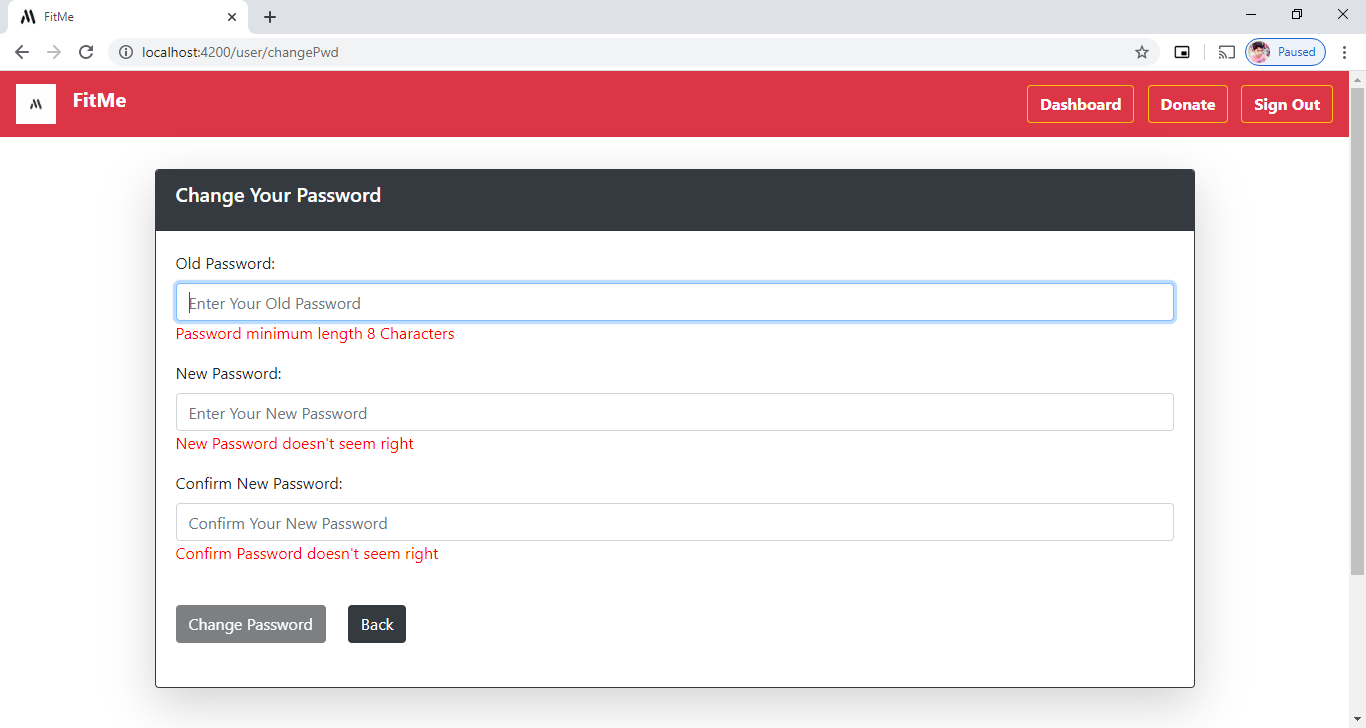 FitMe
localhost:4200/user/changePwd
Paused
FitMe
Dashboard
Donate
Sign Out
Change Your Password
Old Password:
Enter Your Old Password
Password minimum length 8 Characters
New Password:
Enter Your New Password
New Password doesn't seem right
Confirm New Password:
Confirm Your New Password
Confirm Password doesn't seem right
Change Password
Back